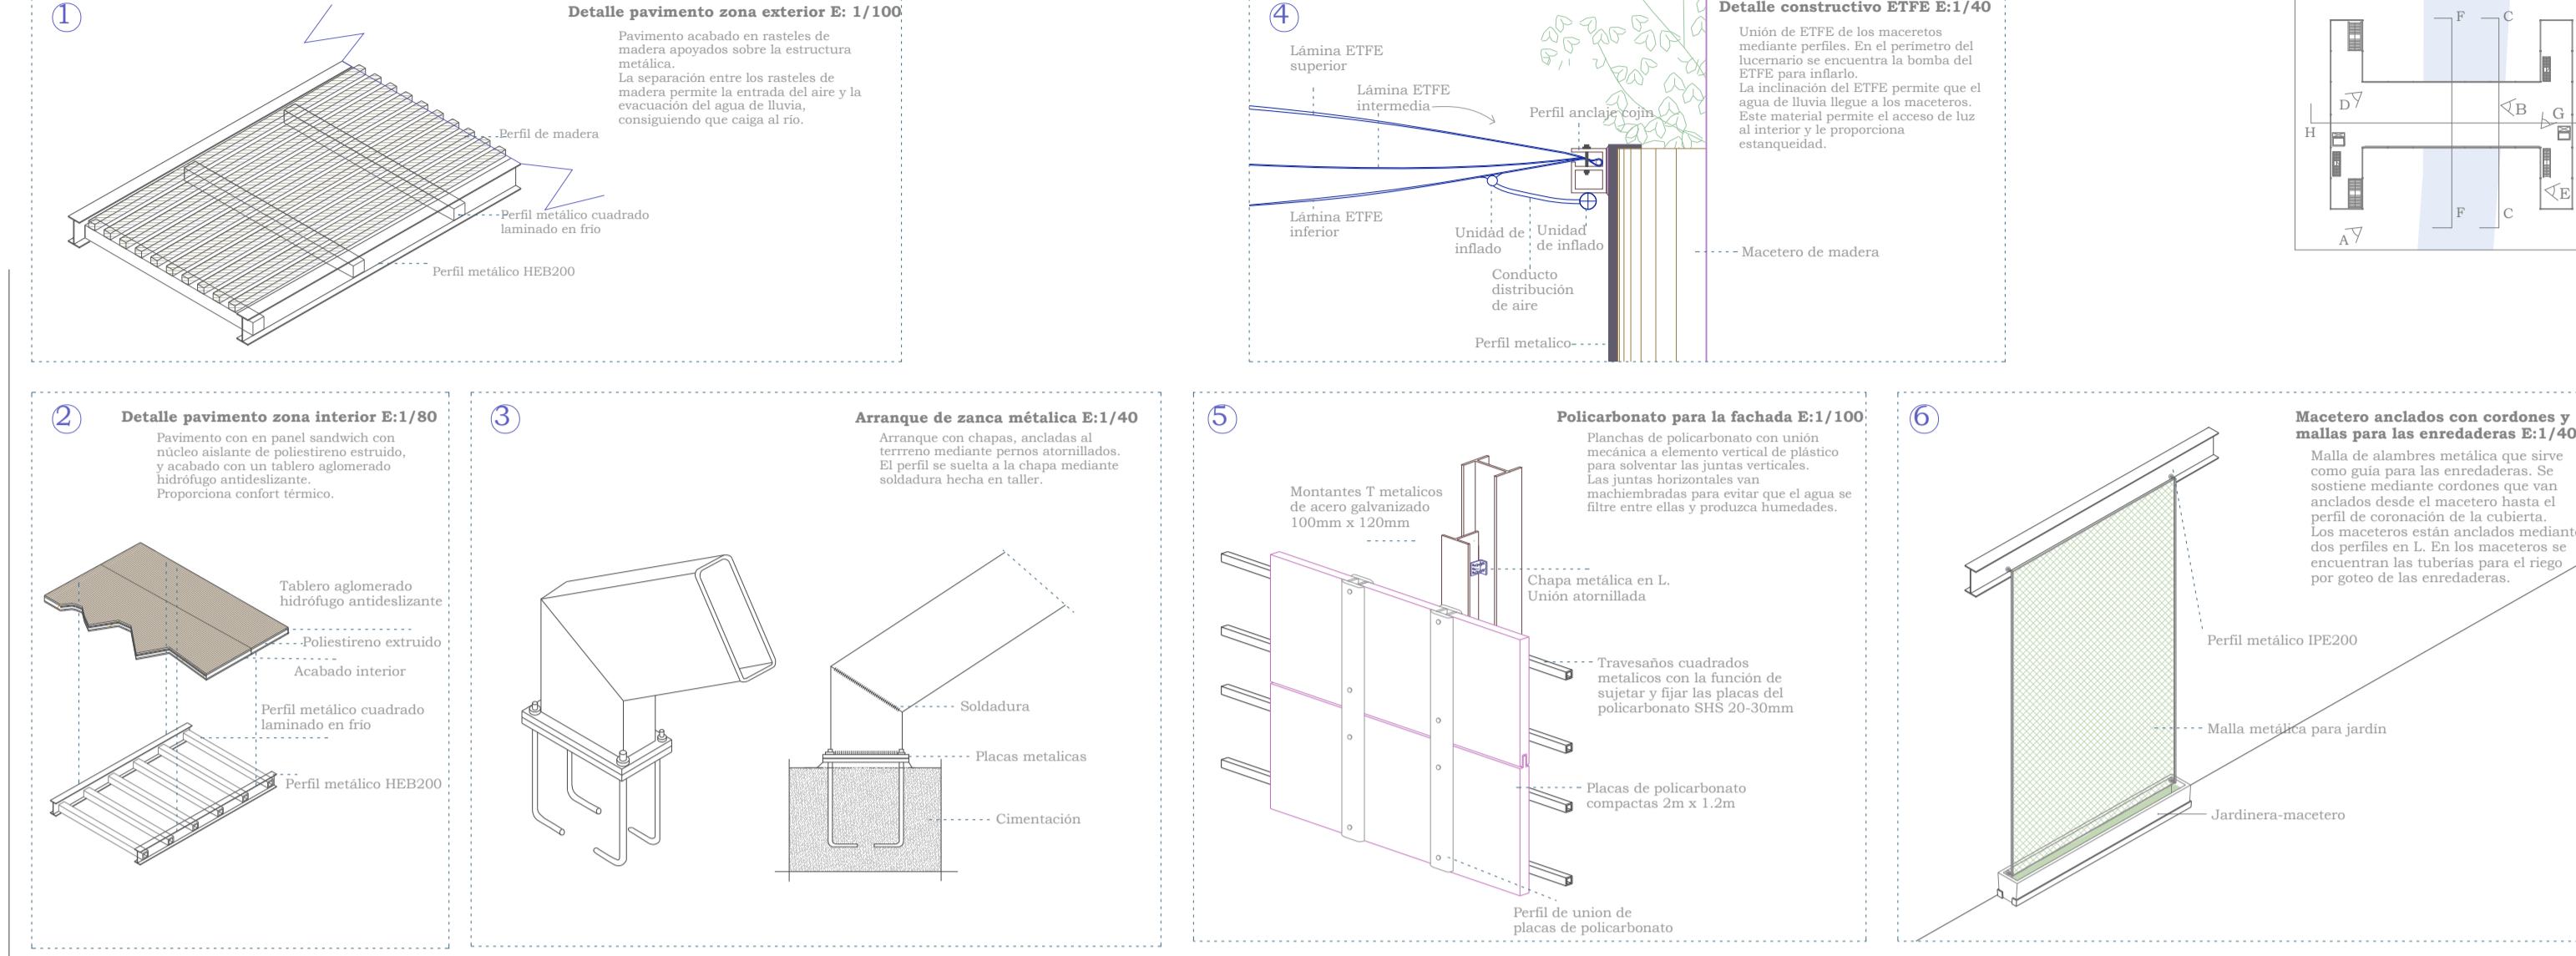 1
Detalle pavimento zona exterior E: 1/100
Pavimento acabado en rasteles de
madera apoyados sobre la estructura
metálica.
La separación entre los rasteles de
madera permite la entrada del aire y la
evacuación del agua de lluvia,
consiguiendo que caiga al río.
Perfil de madera
Perfil metálico cuadrado
laminado en frío
Perfil metálico HEB200
4
Detalle constructivo ETFE E:1/40
Unión de ETFE de los maceretos
mediante perfiles. En el perímetro del
lucernario se encuentra la bomba del
ETFE para inflarlo.
La inclinación del ETFE permite que el
agua de lluvia llegue a los maceteros.
Este material permite el acceso de luz
al interior y le proporciona
estanqueidad.
Lámina ETFE
superior
Lámina ETFE
intermedia
Perfil anclaje cojín
Lámina ETFE
inferior
Unidad de
inflado
Unidad
de inflado
Conducto
distribución
de aire
Macetero de madera
Perfil metalico
F
C
D
B
G
H
E
F
C
A
2
Detalle pavimento zona interior E:1/80
Pavimento con en panel sandwich con
núcleo aislante de poliestireno estruido,
y acabado con un tablero aglomerado
hidrófugo antideslizante.
Proporciona confort térmico.
Tablero aglomerado
hidrófugo antideslizante
Poliestireno extruido
Acabado interior
Perfil metálico cuadrado
laminado en frío
Perfil metálico HEB200
3
Arranque de zanca métalica E:1/40
Arranque con chapas, ancladas al
terrreno mediante pernos atornillados.
El perfil se suelta a la chapa mediante
soldadura hecha en taller.
Soldadura
Placas metalicas
Cimentación
5
Policarbonato para la fachada E:1/100
Planchas de policarbonato con unión
mecánica a elemento vertical de plástico
para solventar las juntas verticales.
Las juntas horizontales van
machiembradas para evitar que el agua se
filtre entre ellas y produzca humedades.
Montantes T metalicos
de acero galvanizado
100mm x 120mm
Chapa metálica en L.
Unión atornillada
Travesaños cuadrados
metalicos con la función de
sujetar y fijar las placas del
policarbonato SHS 20-30mm
Placas de policarbonato
compactas 2m x 1.2m
Perfil de union de
placas de policarbonato
6
Macetero anclados con cordones y
mallas para las enredaderas E:1/40
Malla de alambres metálica que sirve
como guía para las enredaderas. Se
sostiene mediante cordones que van
anclados desde el macetero hasta el
perfil de coronación de la cubierta.
Los maceteros están anclados mediante
dos perfiles en L. En los maceteros se
encuentran las tuberías para el riego
por goteo de las enredaderas.
Perfil metálico IPE200
Malla metálica para jardín
Jardinera-macetero